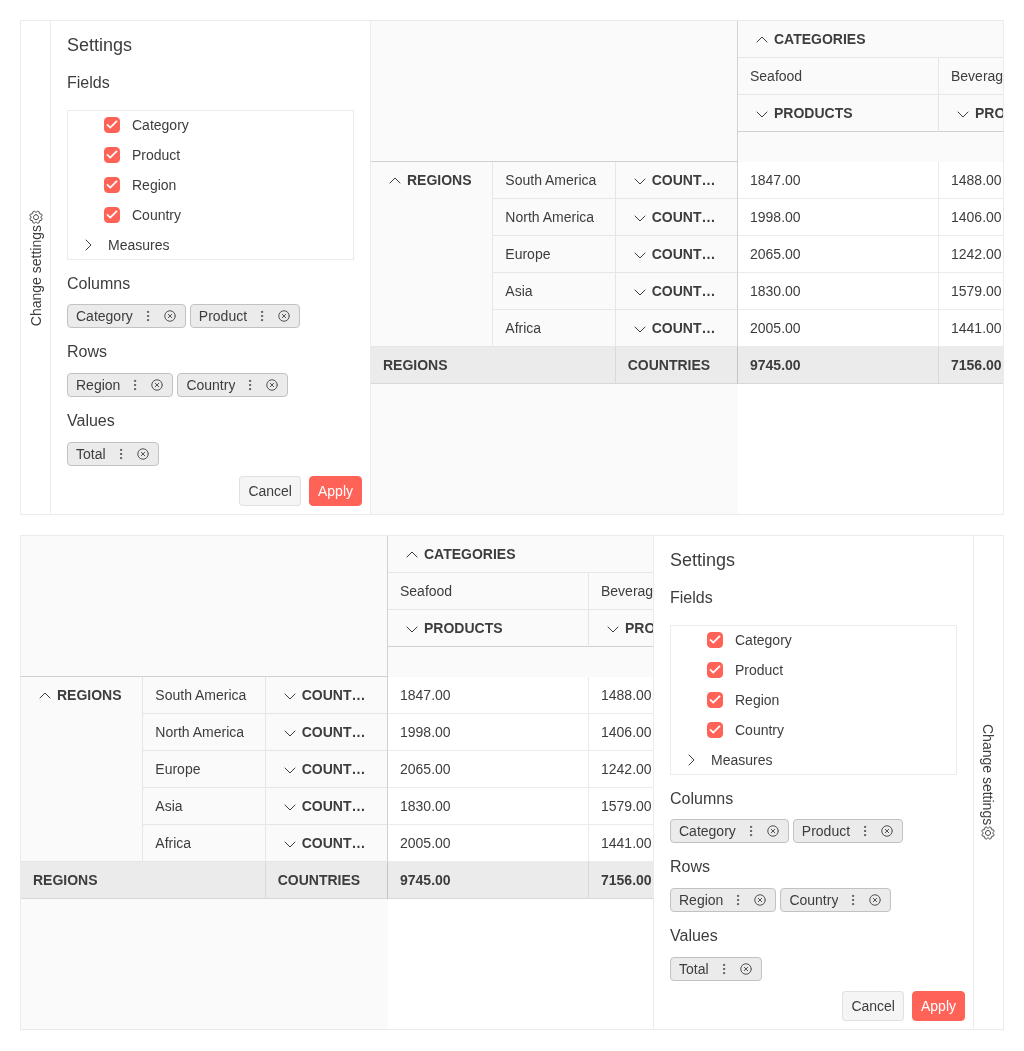 Change settings
Settings
Fields
Category
Product
Region
Country
Measures
Columns
Category Product
Rows
Region Country
Values
Total
Cancel Apply
CATEGORIES
Seafood Beverag
PRODUCTS PRO
REGIONS South America COUNT... 1847.00 1488.00
North America COUNT... 1998.00 1406.00
Europe COUNT... 2065.00 1242.00
Asia COUNT... 1830.00 1579.00
Africa COUNT... 2005.00 1441.00
REGIONS COUNTRIES 9745.00 7156.00
CATEGORIES
Seafood Beverag
PRODUCTS PRO
REGIONS South America COUNT... 1847.00 1488.00
North America COUNT... 1998.00 1406.00
Europe COUNT... 2065.00 1242.00
Asia COUNT... 1830.00 1579.00
Africa COUNT... 2005.00 1441.00
REGIONS COUNTRIES 9745.00 7156.00
Settings
Fields
Category
Product
Region
Country
Measures
Columns
Category Product
Rows
Region Country
Values
Total
Cancel Apply
Change settings